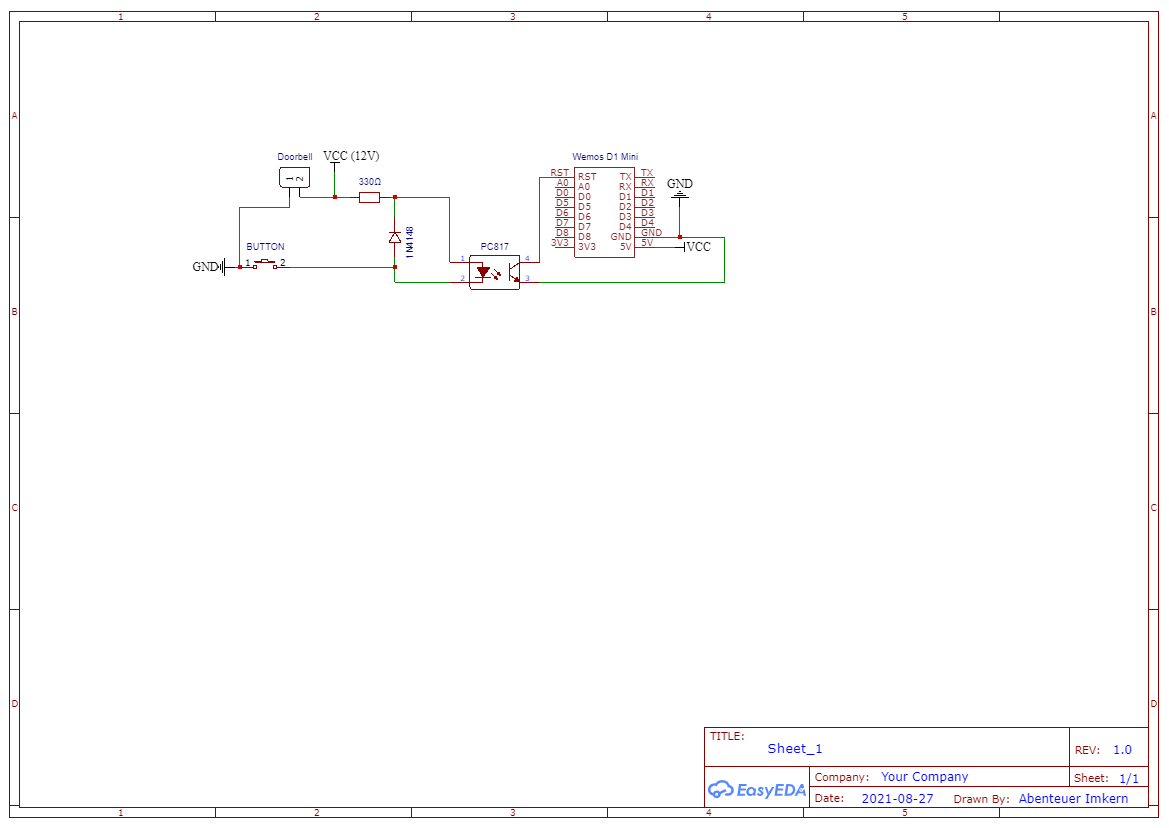 1 2 3 4 5
A A
Doorbell VCC (12V) Wemos D1 Mini
1 2
330Ω
RST RST TX TX
A0 A0 RX RX
D0 D0 D1 D1
D5 D5 D2 D2
D6 D6 D3 D3
D7 D7 D4 D4
D8 D8 GND GND
3V3 3V3 5V 5V
GND
VCC
1N4148
BUTTON
GND 1 2
PC817
1 4
2 3
B B
C C
D D
TITLE:
Sheet_1
REV: 1.0
EasyEDA
Company: Your Company
Sheet: 1/1
Date: 2021-08-27 Drawn By: Abenteuer Imkern
1 2 3 4 5